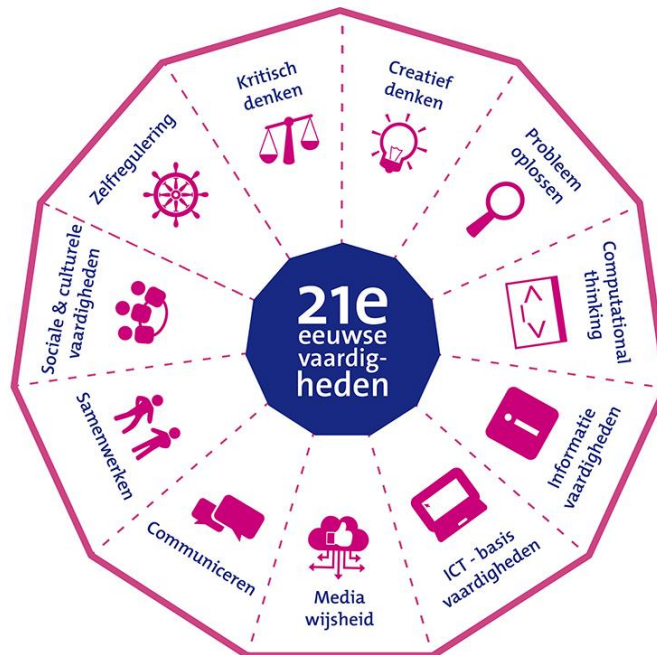 21e
eeuwse
vaardig-
heden
Kritisch
denken
Creatief
denken
Probleem
oplossen
Computational
thinking
Informatie
vaardigheden
ICT - basis
vaardigheden
Media
wijsheid
Communiceren
Samenwerken
Sociale & culturele
vaardigheden
Zelfregulering